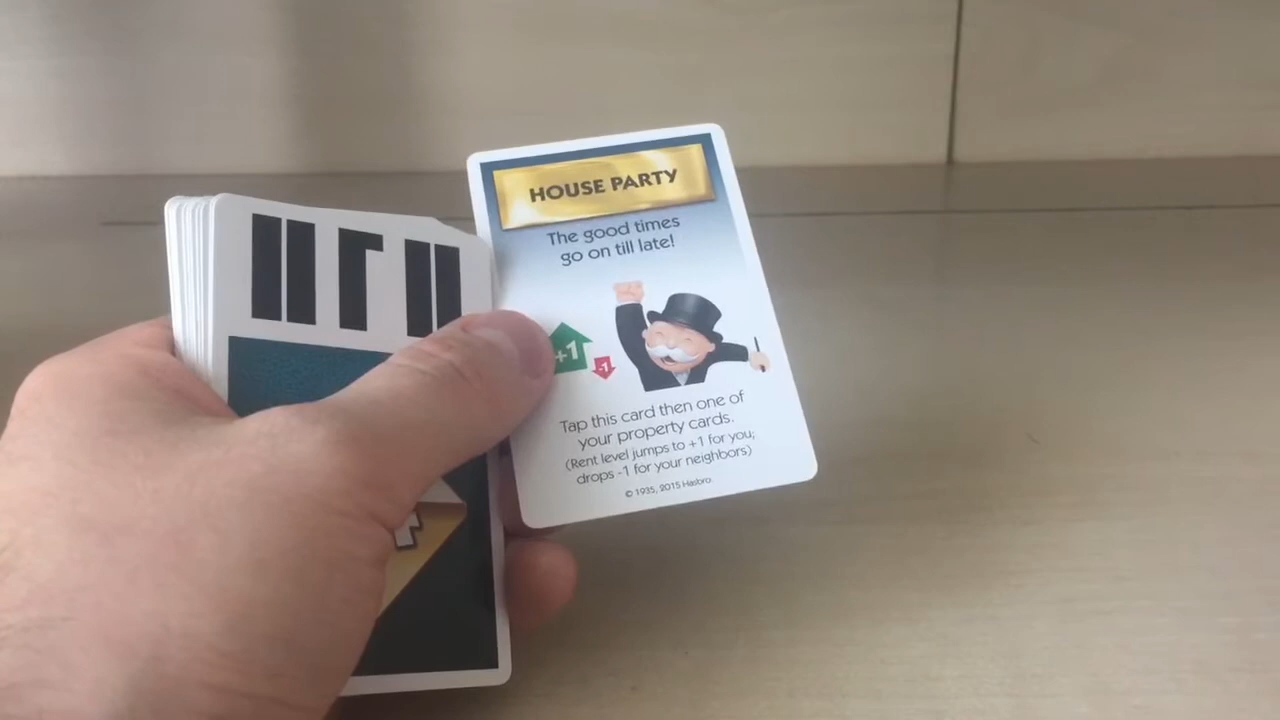 HOUSE PARTY
The good times
go on till late!
+1
-1
Tap this card then one of
your property cards.
(Rent level jumps to +1 for you;
drops -1 for your neighbors)
© 1935, 2015 Hasbro.